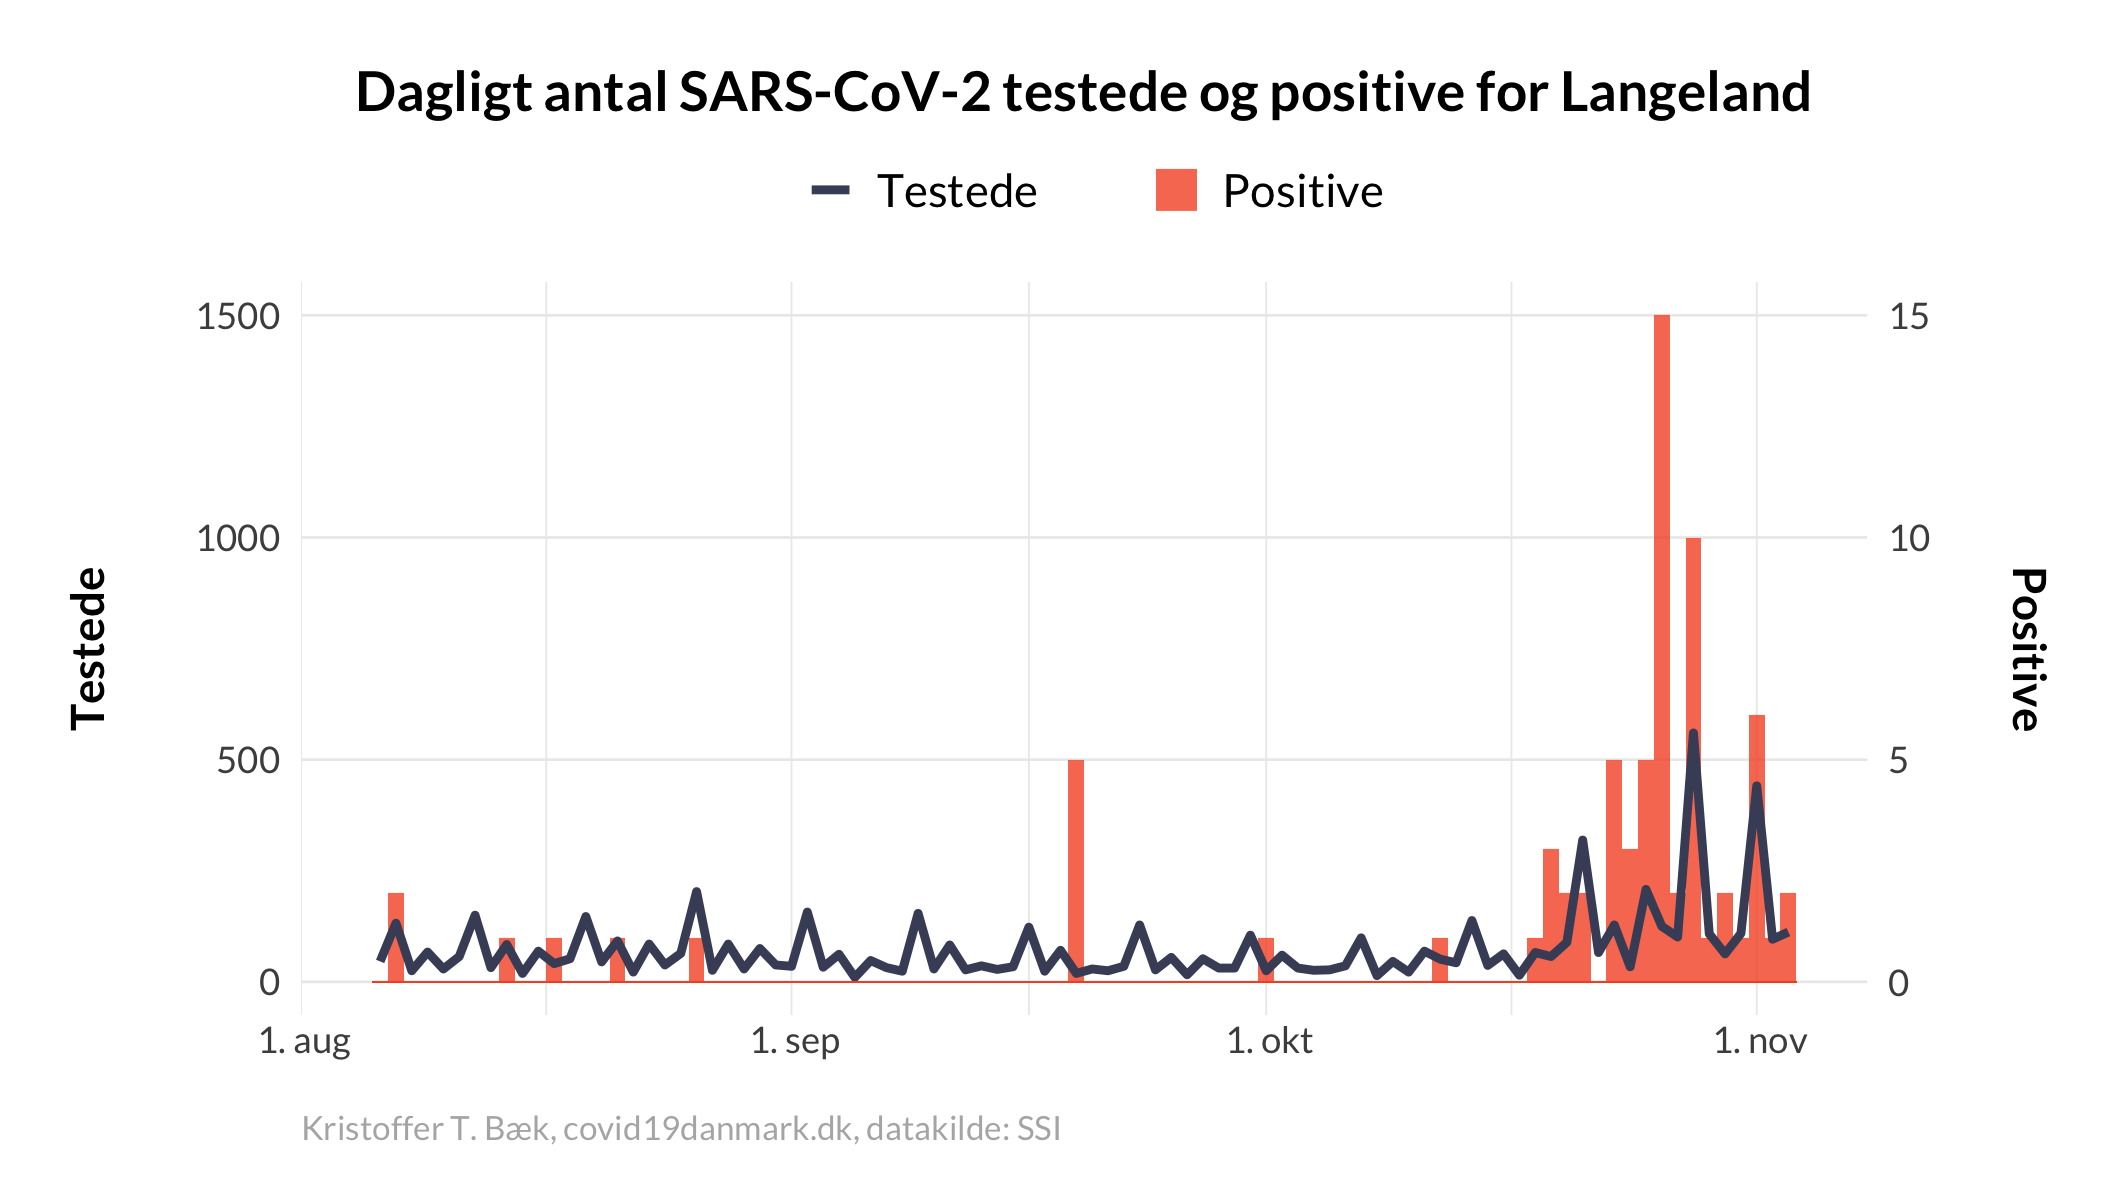 Dagligt antal SARS-CoV-2 testede og positive for Langeland
Testede Positive
1500
1000
500
0
Testede
15
10
5
0
Positive
1. aug 1. sep 1. okt 1. nov
Kristoffer T. Bæk, covid19danmark.dk, datakilde: SSI